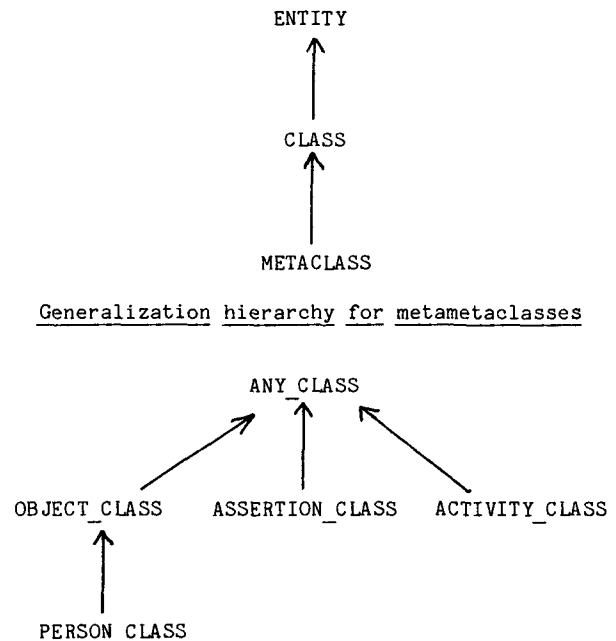 ENTITY
CLASS
METACLASS
Generalization hierarchy for metametaclasses
ANY_CLASS
OBJECT_CLASS ASSERTION_CLASS ACTIVITY_CLASS
PERSON CLASS